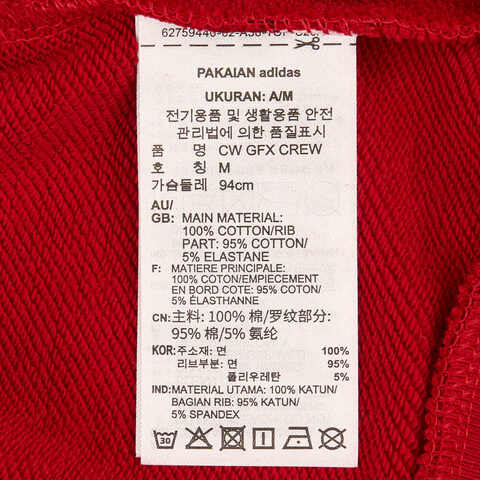 PAKAIAN adidas
UKURAN: A/M
전기용품 및 생활용품 안전
관리법에 의한 품질표시
품 명 CW GFX CREW
호 칭 M
가슴둘레 94cm
AU/
GB: MAIN MATERIAL:
100% COTTON/RIB
PART: 95% COTTON/
5% ELASTANE
F: MATIERE PRINCIPALE:
100% COTON/EMPIECEMENT
EN BORD COTE: 95% COTON/
5% ÉLASTHANNE
CN: 主料: 100% 棉/罗纹部分:
95% 棉/5% 氨纶
KOR: 주소재: 면 100%
리브부분: 면 95%
폴리우레탄 5%
IND: MATERIAL UTAMA: 100% KATUN/
BAGIAN RIB: 95% KATUN/
5% SPANDEX
30